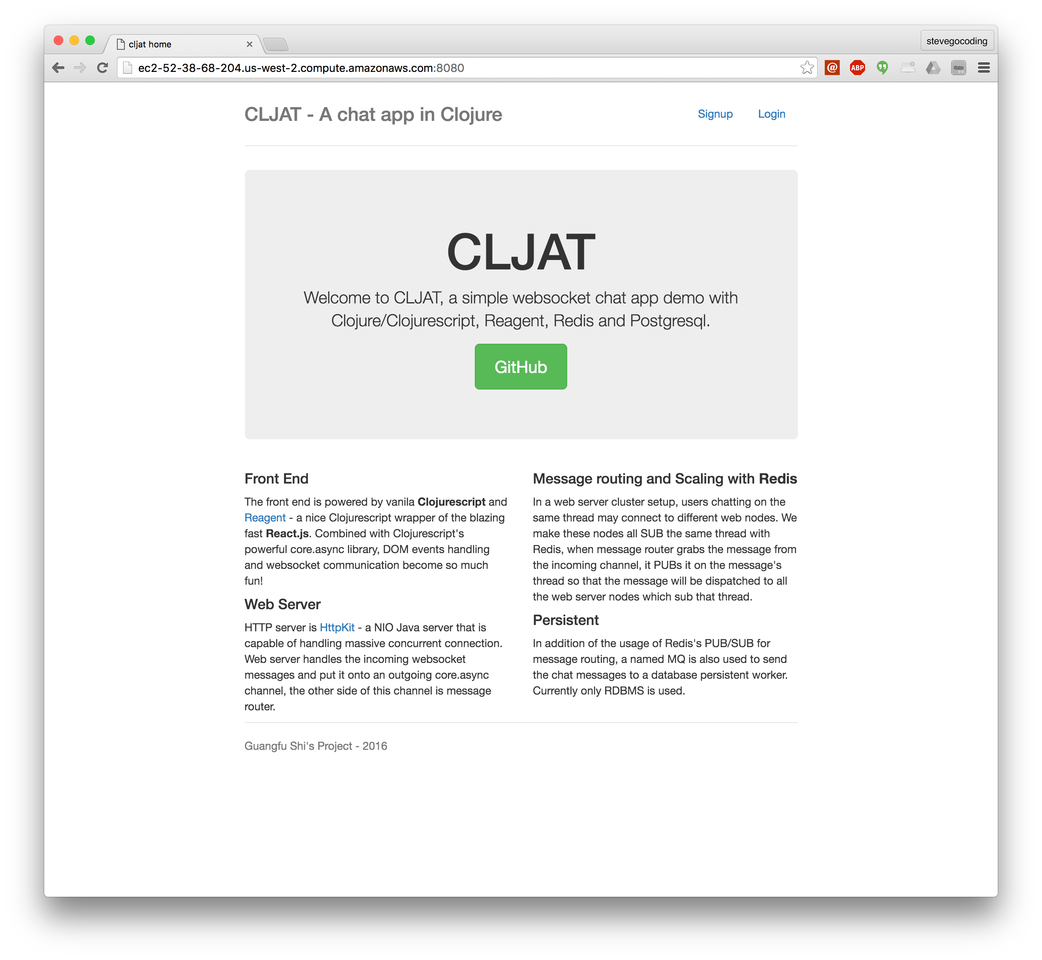 cljat home
stevegocoding
ec2-52-38-68-204.us-west-2.compute.amazonaws.com:8080
@
ABP
CLJAT - A chat app in Clojure
Signup
Login
CLJAT
Welcome to CLJAT, a simple websocket chat app demo with
Clojure/Clojurescript, Reagent, Redis and Postgresql.
GitHub
Front End
The front end is powered by vanila Clojurescript and
Reagent - a nice Clojurescript wrapper of the blazing
fast React.js. Combined with Clojurescript's
powerful core.async library, DOM events handling
and websocket communication become so much
fun!
Web Server
HTTP server is HttpKit - a NIO Java server that is
capable of handling massive concurrent connection.
Web server handles the incoming websocket
messages and put it onto an outgoing core.async
channel, the other side of this channel is message
router.
Message routing and Scaling with Redis
In a web server cluster setup, users chatting on the
same thread may connect to different web nodes. We
make these nodes all SUB the same thread with
Redis, when message router grabs the message from
the incoming channel, it PUBs it on the message's
thread so that the message will be dispatched to all
the web server nodes which sub that thread.
Persistent
In addition of the usage of Redis's PUB/SUB for
message routing, a named MQ is also used to send
the chat messages to a database persistent worker.
Currently only RDBMS is used.
Guangfu Shi's Project - 2016